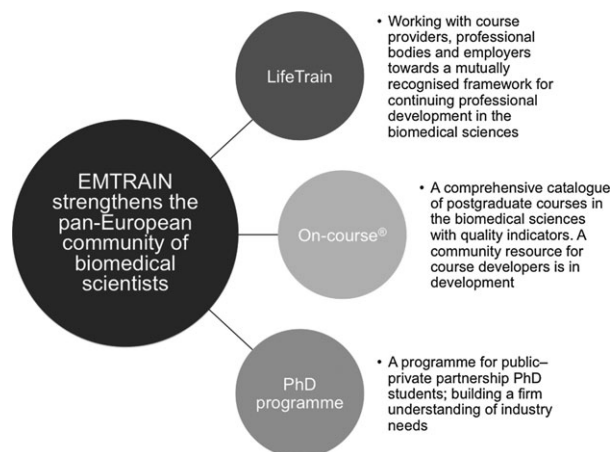 EMTRAIN
strengthens the
pan-European
community of
biomedical
scientists
LifeTrain
• Working with course
providers, professional
bodies and employers
towards a mutually
recognised framework for
continuing professional
development in the
biomedical sciences
On-course®
• A comprehensive catalogue
of postgraduate courses in
the biomedical sciences
with quality indicators. A
community resource for
course developers is in
development
PhD
programme
• A programme for public–
private partnership PhD
students; building a firm
understanding of industry
needs